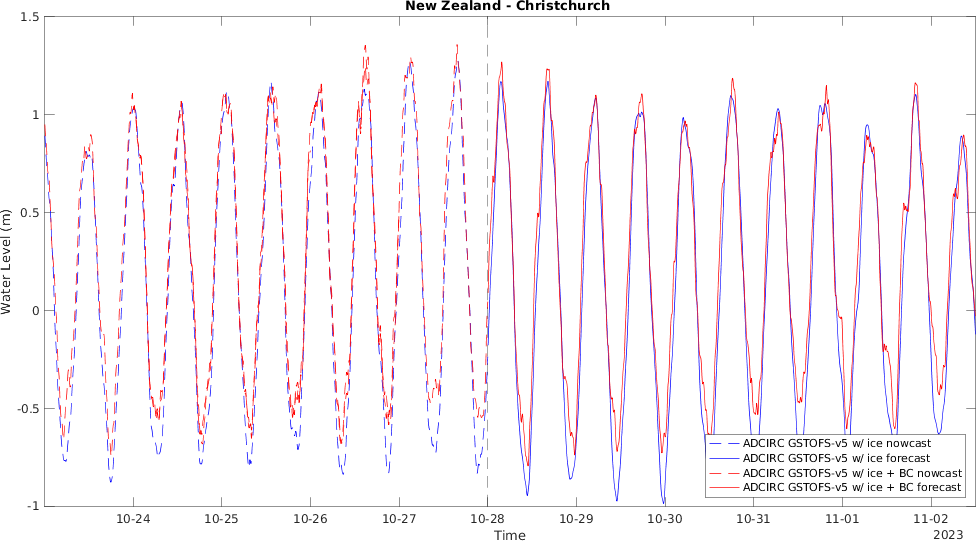 New Zealand - Christchurch
1.5
1
0.5
0
-0.5
-1
Water Level (m)
ADCIRC GSTOFS-v5 w/ ice nowcast
ADCIRC GSTOFS-v5 w/ ice forecast
ADCIRC GSTOFS-v5 w/ ice + BC nowcast
ADCIRC GSTOFS-v5 w/ ice + BC forecast
10-24 10-25 10-26 10-27 10-28 10-29 10-30 10-31 11-01 11-02
Time
2023